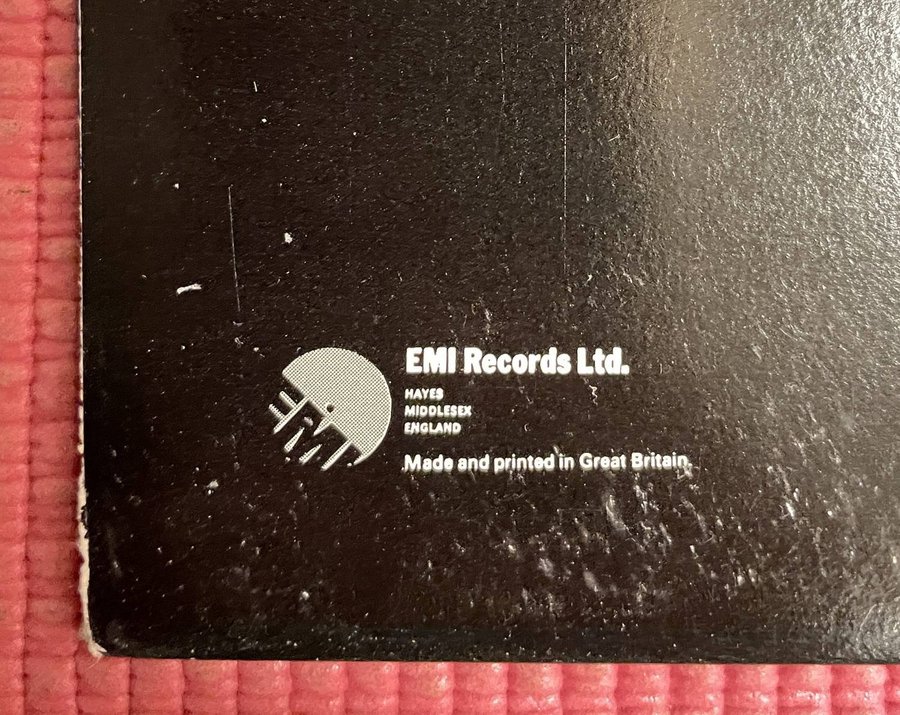 EMI
EMI Records Ltd.
HAYES
MIDDLESEX
ENGLAND
Made and printed in Great Britain.